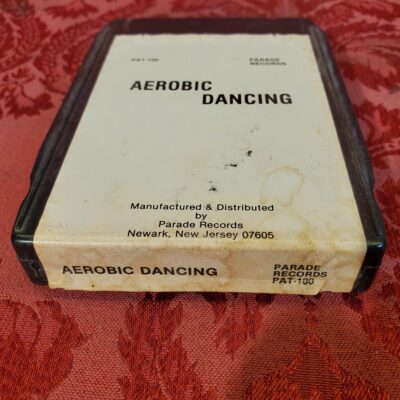 PAT-100
PARADE
RECORDS
AEROBIC
DANCING
Manufactured & Distributed
by
Parade Records
Newark, New Jersey 07605
AEROBIC DANCING
PARADE
RECORDS
PAT-100